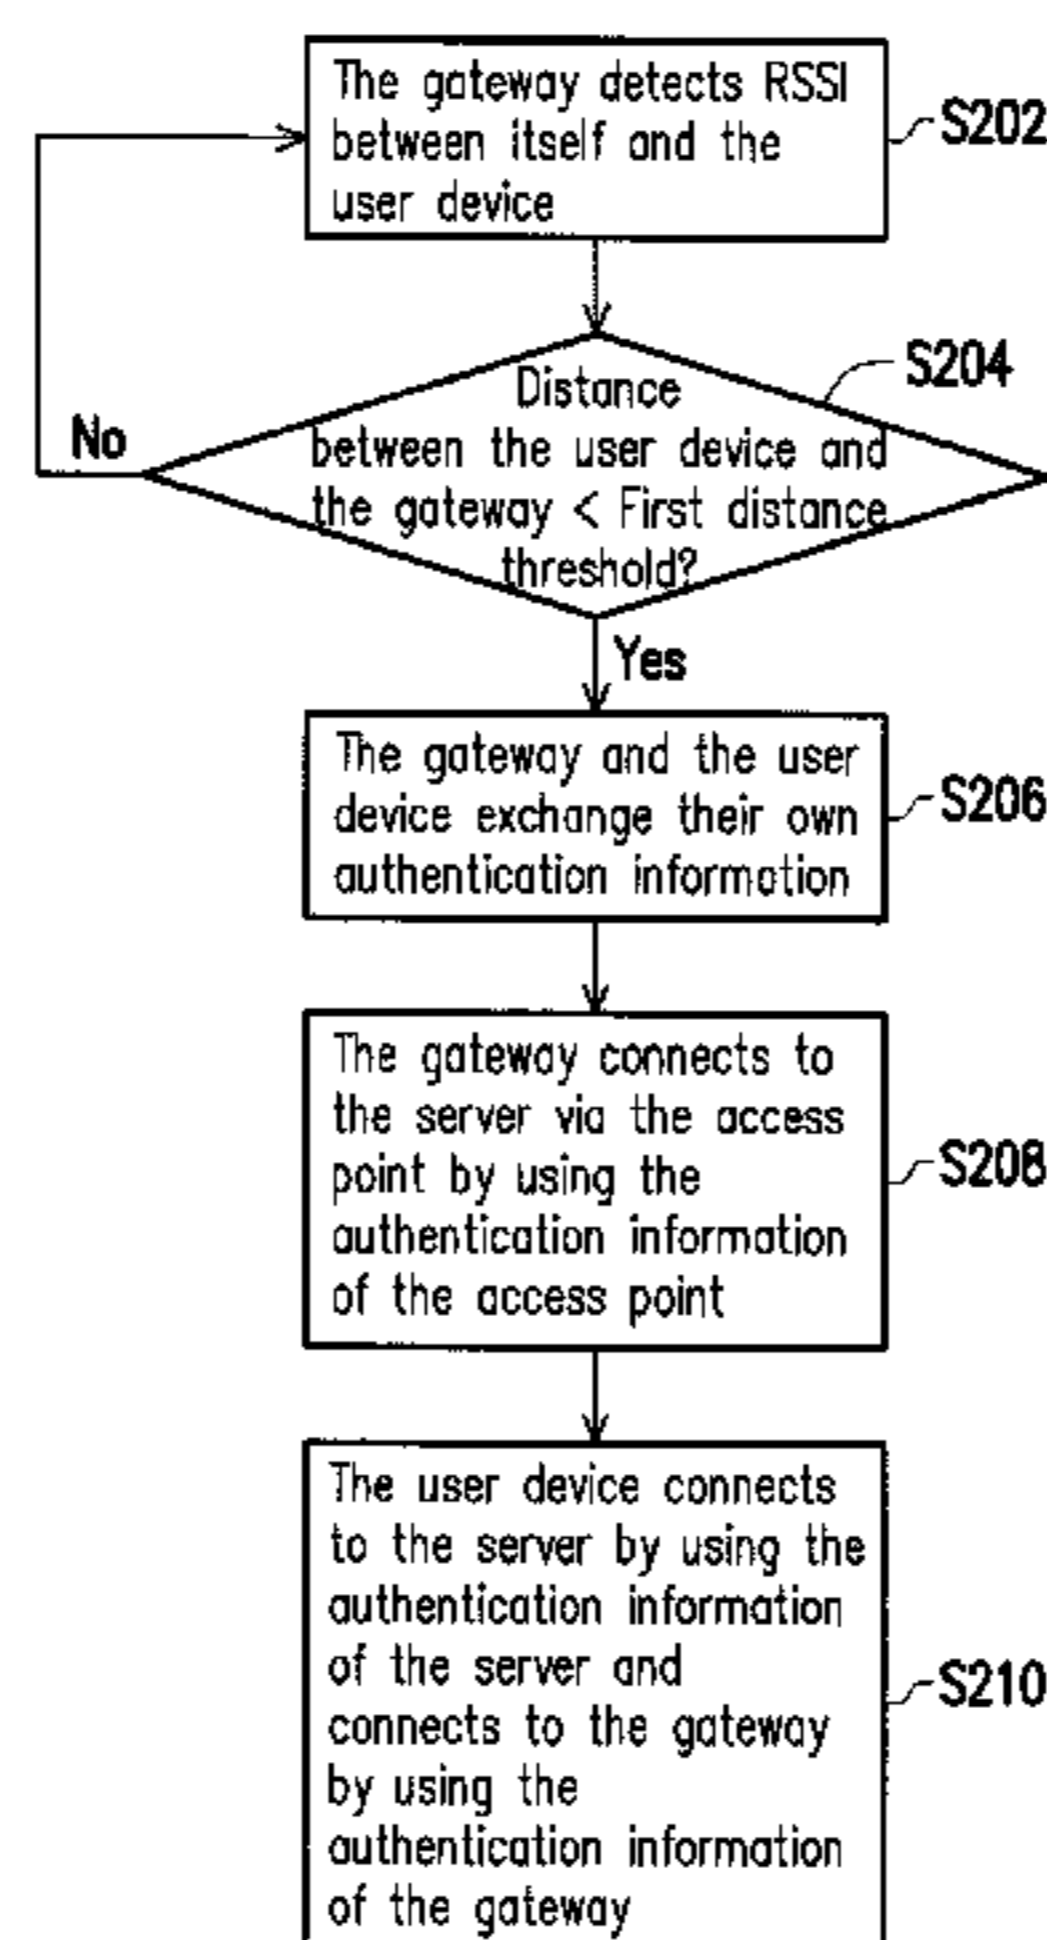 The gateway detects RSSI
between itself and the
user device
S202
Distance
between the user device and
the gateway < First distance
threshold?
S204
No
Yes
The gateway and the user
device exchange their own
authentication information
S206
The gateway connects to
the server via the access
point by using the
authentication information
of the access point
S208
The user device connects
to the server by using the
authentication information
of the server and
connects to the gateway
by using the
authentication information
of the gateway
S210